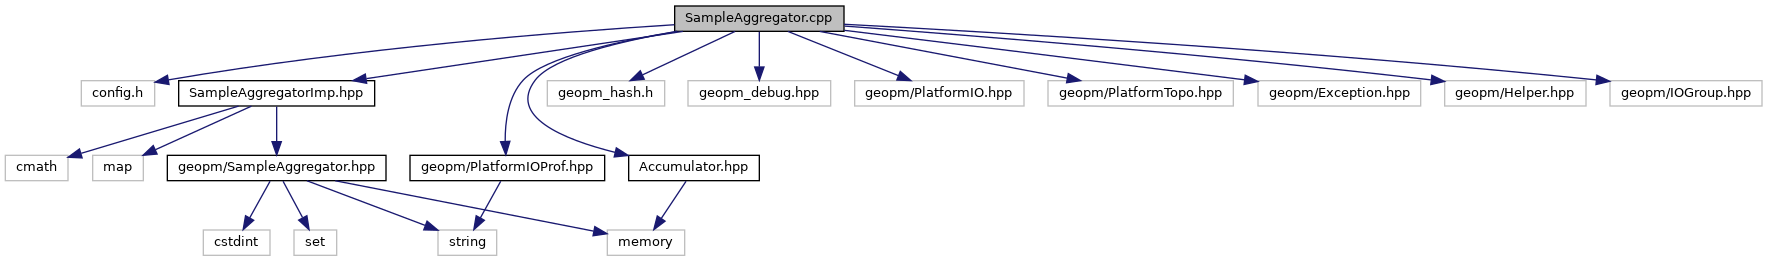 SampleAggregator.cpp
config.h
SampleAggregatorImp.hpp
geopm_hash.h
geopm_debug.hpp
geopm/PlatformIO.hpp
geopm/PlatformTopo.hpp
geopm/Exception.hpp
geopm/Helper.hpp
geopm/IOGroup.hpp
cmath
map
geopm/SampleAggregator.hpp
geopm/PlatformIOProf.hpp
Accumulator.hpp
cstdint
set
string
memory